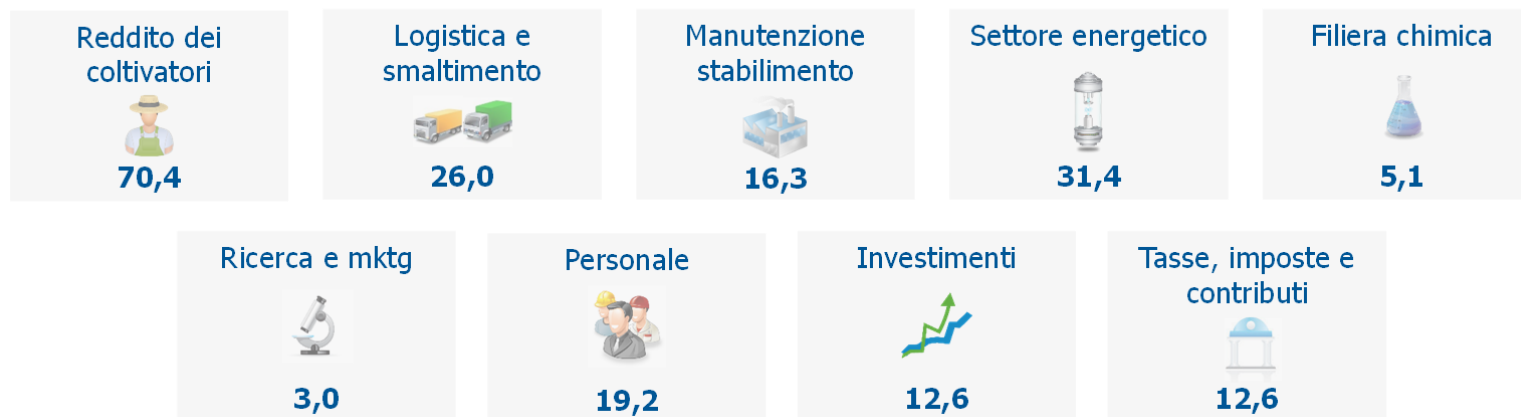 Reddito dei
coltivatori
70,4
Logistica e
smaltimento
26,0
Manutenzione
stabilimento
16,3
Settore energetico
31,4
Filiera chimica
5,1
Ricerca e mktg
3,0
Personale
19,2
Investimenti
12,6
Tasse, imposte e
contributi
12,6